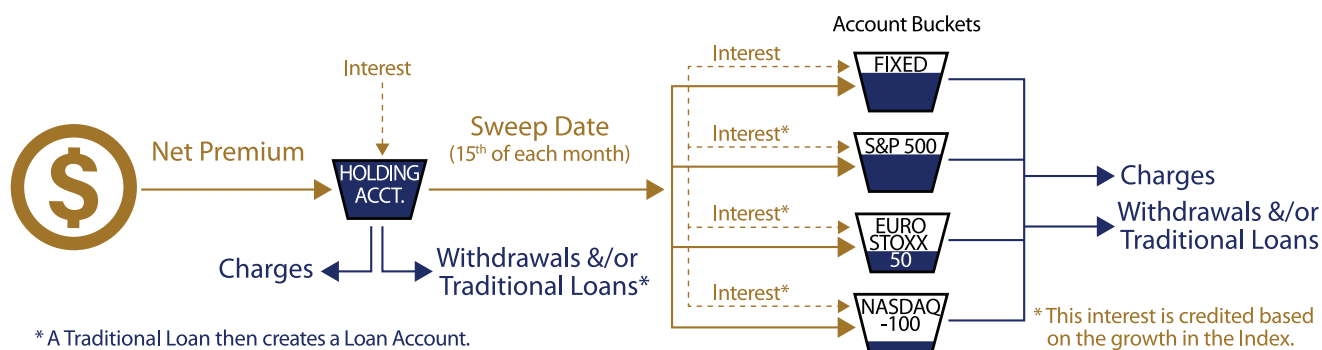 Account Buckets
Interest
FIXED
Interest
Sweep Date
(15th of each month)
Net Premium
Interest*
S&P 500
HOLDING
ACCT.
$
Charges
Interest*
EURO
STOXX
50
Withdrawals &/or
Traditional Loans
Charges
Withdrawals &/or
Traditional Loans*
Interest*
NASDAQ
-100
* This interest is credited based
on the growth in the Index.
* A Traditional Loan then creates a Loan Account.